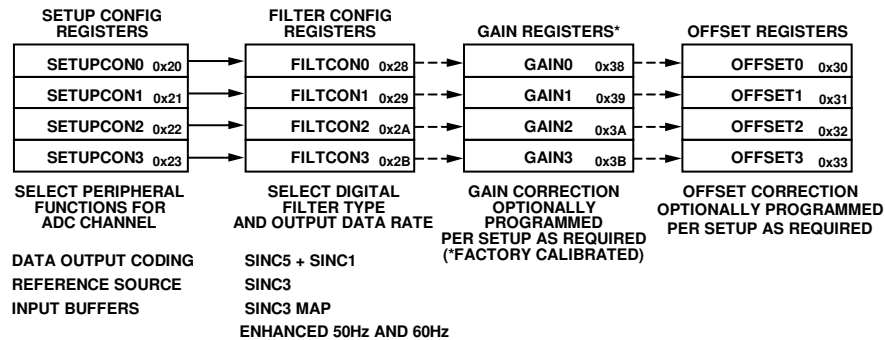 SETUP CONFIG
REGISTERS
FILTER CONFIG
REGISTERS
GAIN REGISTERS*
OFFSET REGISTERS
SETUPCON0 0x20
FILTCON0 0x28
GAIN0 0x38
OFFSET0 0x30
SETUPCON1 0x21
FILTCON1 0x29
GAIN1 0x39
OFFSET1 0x31
SETUPCON2 0x22
FILTCON2 0x2A
GAIN2 0x3A
OFFSET2 0x32
SETUPCON3 0x23
FILTCON3 0x2B
GAIN3 0x3B
OFFSET3 0x33
SELECT PERIPHERAL
FUNCTIONS FOR
ADC CHANNEL
SELECT DIGITAL
FILTER TYPE
AND OUTPUT DATA RATE
GAIN CORRECTION
OPTIONALLY
PROGRAMMED
PER SETUP AS REQUIRED
(*FACTORY CALIBRATED)
OFFSET CORRECTION
OPTIONALLY PROGRAMMED
PER SETUP AS REQUIRED
DATA OUTPUT CODING
REFERENCE SOURCE
INPUT BUFFERS
SINC5 + SINC1
SINC3
SINC3 MAP
ENHANCED 50Hz AND 60Hz